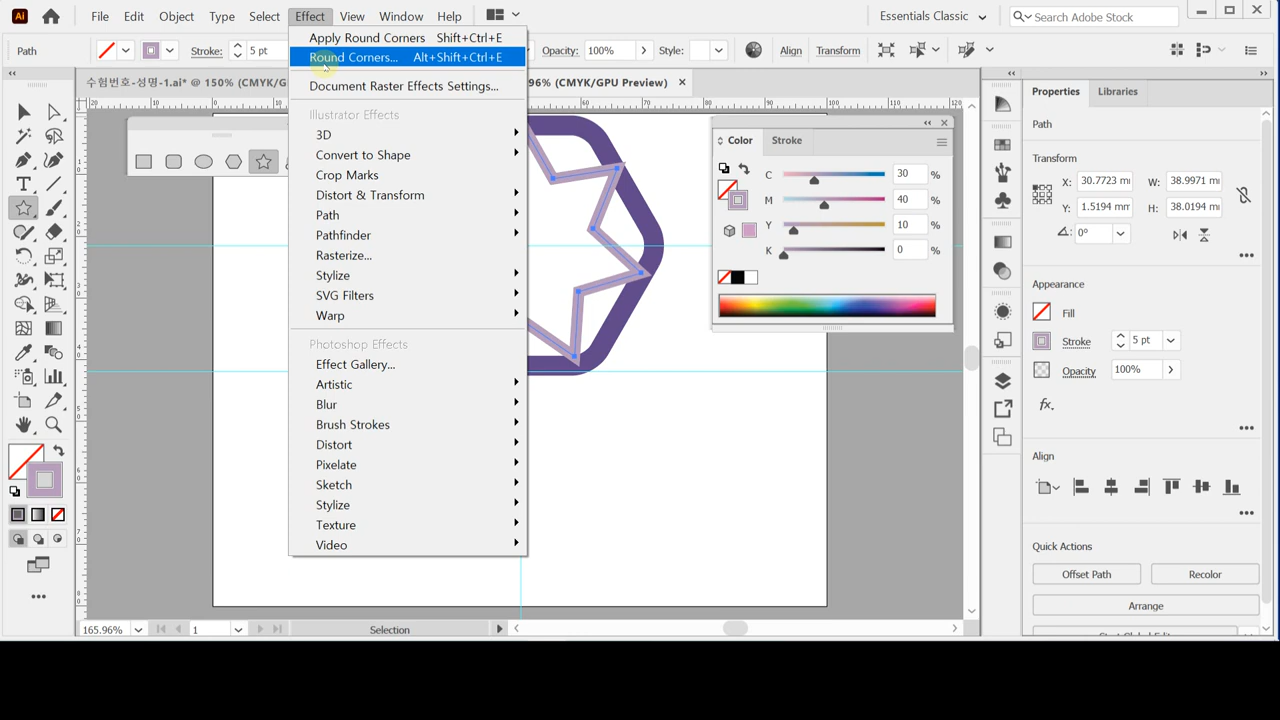 Ai File Edit Object Type Select Effect View Window Help Essentials Classic Search Adobe Stock
Path Stroke: 5 pt Opacity: 100% Style: Align Transform
수험번호-성명-1.ai* @ 150% (CMYK/G 96% (CMYK/GPU Preview)
Apply Round Corners Shift+Ctrl+E
Round Corners... Alt+Shift+Ctrl+E
Document Raster Effects Settings...
Illustrator Effects
3D
Convert to Shape
Crop Marks
Distort & Transform
Path
Pathfinder
Rasterize...
Stylize
SVG Filters
Warp
Photoshop Effects
Effect Gallery...
Artistic
Blur
Brush Strokes
Distort
Pixelate
Sketch
Stylize
Texture
Video
Color Stroke
C 30 %
M 40 %
Y 10 %
K 0 %
Properties Libraries
Path
Transform
X: 30.7723 m W: 38.9971 m
Y: 1.5194 mm H: 38.0194 m
0°
Appearance
Fill
Stroke 5 pt
Opacity 100%
fx.
Align
Quick Actions
Offset Path Recolor
Arrange
165.96% 1 Selection